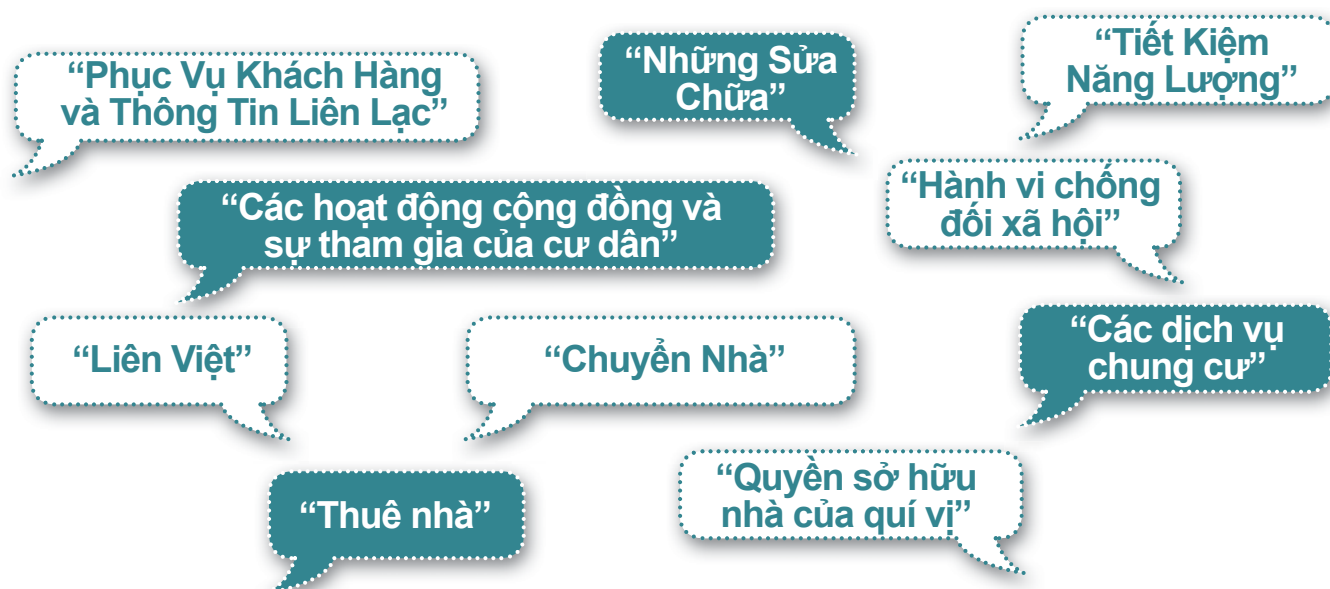 “Phục Vụ Khách Hàng
và Thông Tin Liên Lạc”
“Những Sửa
Chữa”
“Tiết Kiệm
Năng Lượng”
“Các hoạt động cộng đồng và
sự tham gia của cư dân”
“Hành vi chống
đối xã hội”
“Liên Việt”
“Chuyển Nhà”
“Các dịch vụ
chung cư”
“Thuê nhà”
“Quyền sở hữu
nhà của quí vị”